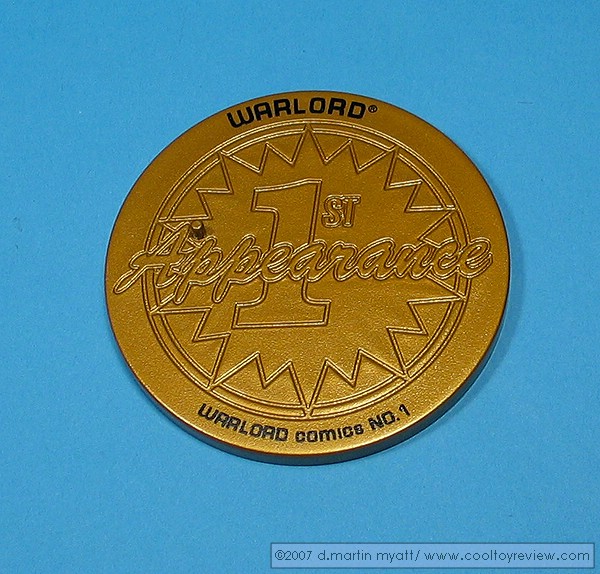 WARLORD®
1ST
Appearance
WARLORD comics NO. 1
©2007 d.martin myatt/ www.cooltoyreview.com